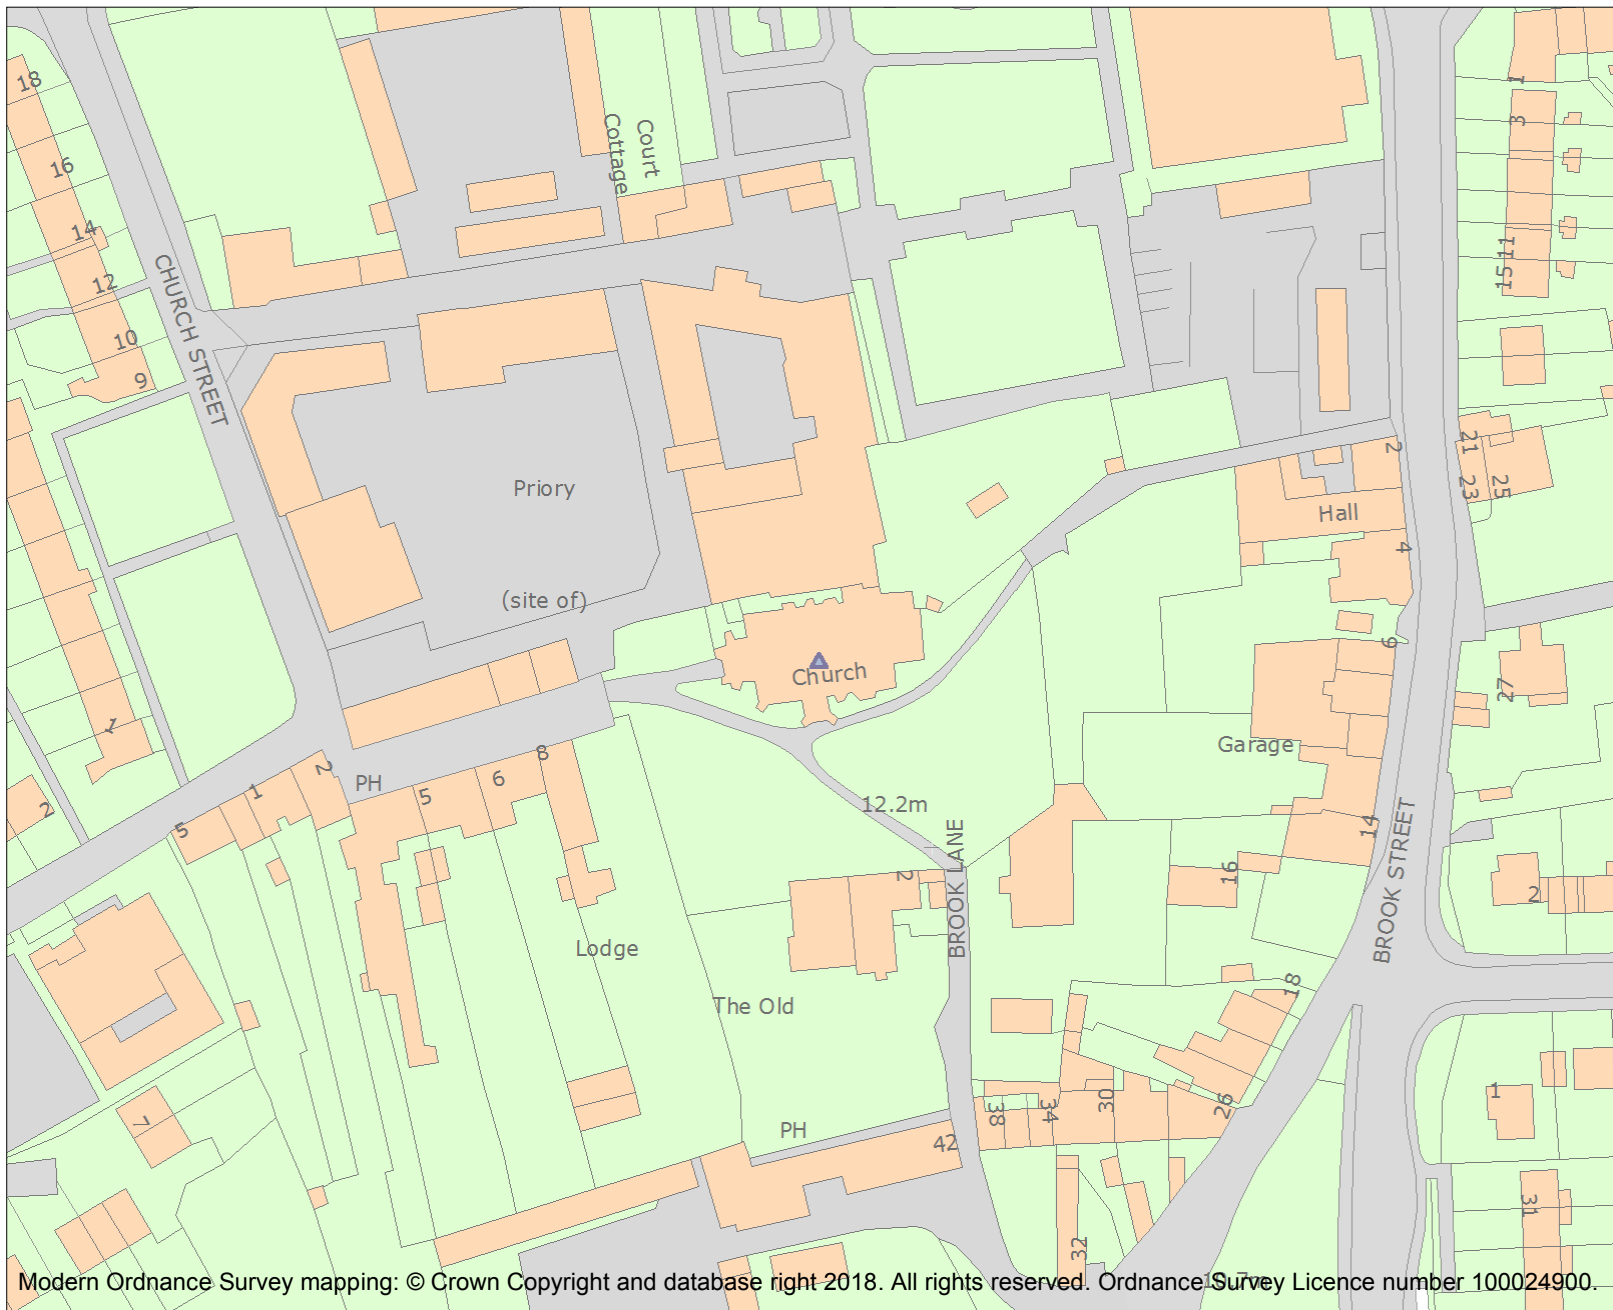 18
16
14
12
10
9
CHURCH STREET
Court
Cottage
1
3
11
15
Priory
(site of)
2
Hall
4
21
23
25
6
27
Church
Garage
1
2
5
1
2
PH
5
6
8
12.2m
BROOK LANE
2
14
16
BROOK STREET
2
Lodge
The Old
18
7
PH
42
38
34
30
26
32
1
31
10.7m
Modern Ordnance Survey mapping: © Crown Copyright and database right 2018. All rights reserved. Ordnance Survey Licence number 100024900.